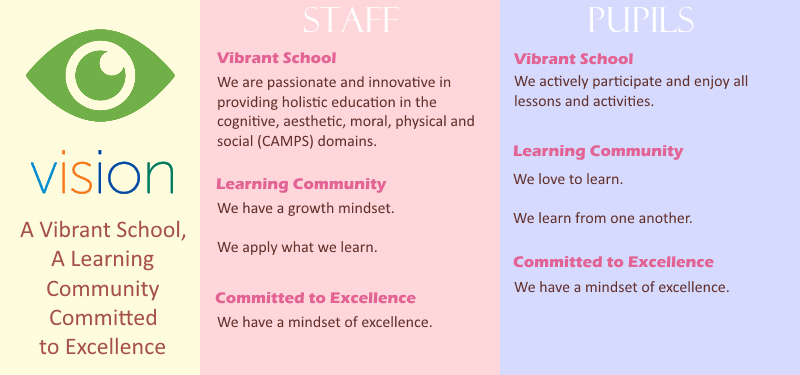 vision
A Vibrant School,
A Learning
Community
Committed
to Excellence
STAFF
Vibrant School
We are passionate and innovative in
providing holistic education in the
cognitive, aesthetic, moral, physical and
social (CAMPS) domains.
Learning Community
We have a growth mindset.
We apply what we learn.
Committed to Excellence
We have a mindset of excellence.
PUPILS
Vibrant School
We actively participate and enjoy all
lessons and activities.
Learning Community
We love to learn.
We learn from one another.
Committed to Excellence
We have a mindset of excellence.